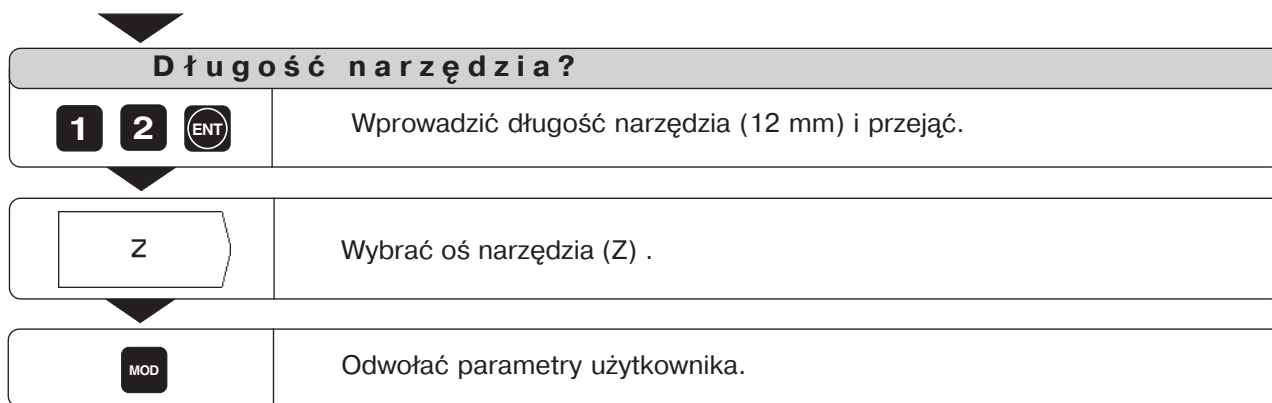 Długość narzędzia?
1 2 ENT Wprowadzić długość narzędzia (12 mm) i przejąć.
Z Wybrać oś narzędzia (Z) .
MOD Odwołać parametry użytkownika.